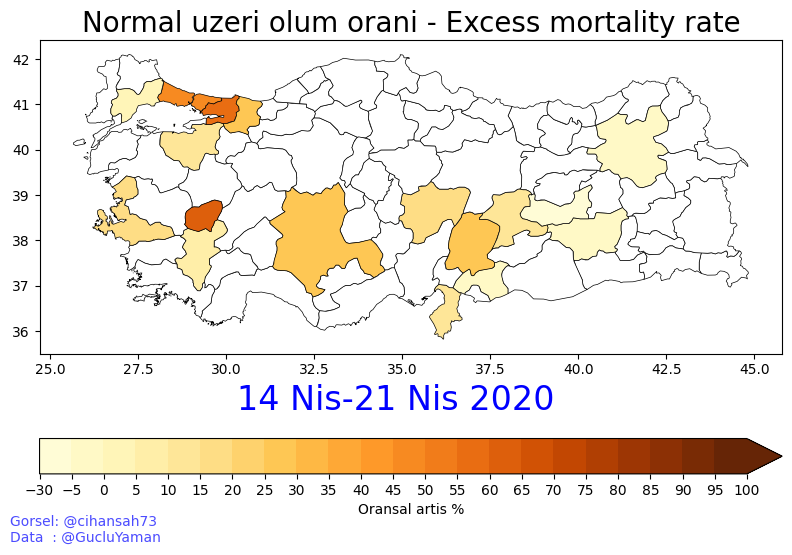 Normal uzeri olum orani - Excess mortality rate
42
41
40
39
38
37
36
25.0 27.5 30.0 32.5 35.0 37.5 40.0 42.5 45.0
14 Nis-21 Nis 2020
−30 −5 0 5 10 15 20 25 30 35 40 45 50 55 60 65 70 75 80 85 90 95 100
Oransal artis %
Gorsel: @cihansah73
Data : @GucluYaman